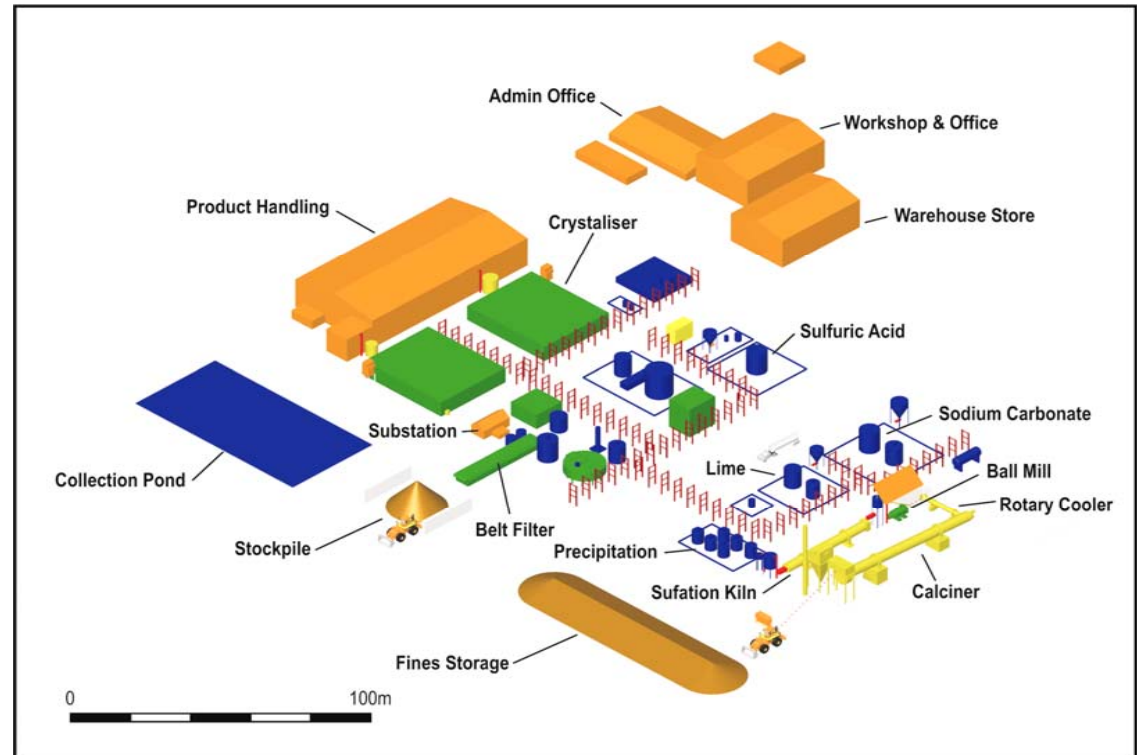 Admin Office
Workshop & Office
Product Handling
Crystaliser
Warehouse Store
Sulfuric Acid
Sodium Carbonate
Substation
Lime
Ball Mill
Collection Pond
Rotary Cooler
Belt Filter
Stockpile
Precipitation
Sufation Kiln
Calciner
Fines Storage
0
100m